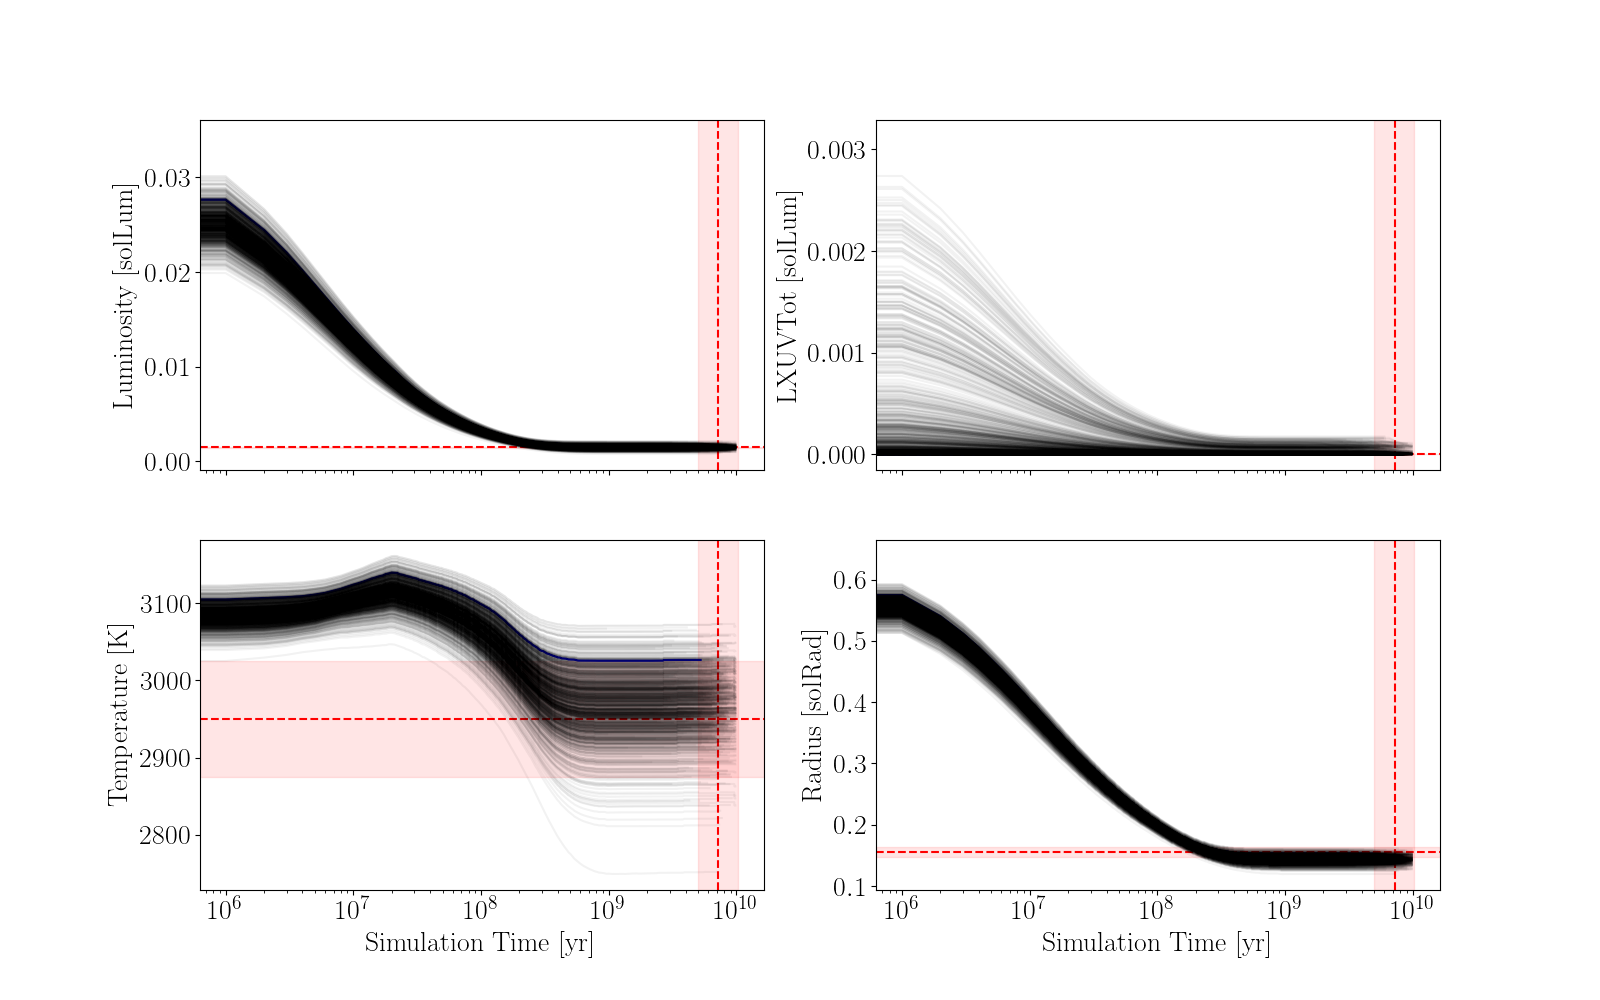 Luminosity [solLum]
0.03
0.02
0.01
0.00
LXUVTot [solLum]
0.003
0.002
0.001
0.000
Temperature [K]
3100
3000
2900
2800
10^6 10^7 10^8 10^9 10^10
Simulation Time [yr]
Radius [solRad]
0.6
0.5
0.4
0.3
0.2
0.1
10^6 10^7 10^8 10^9 10^10
Simulation Time [yr]